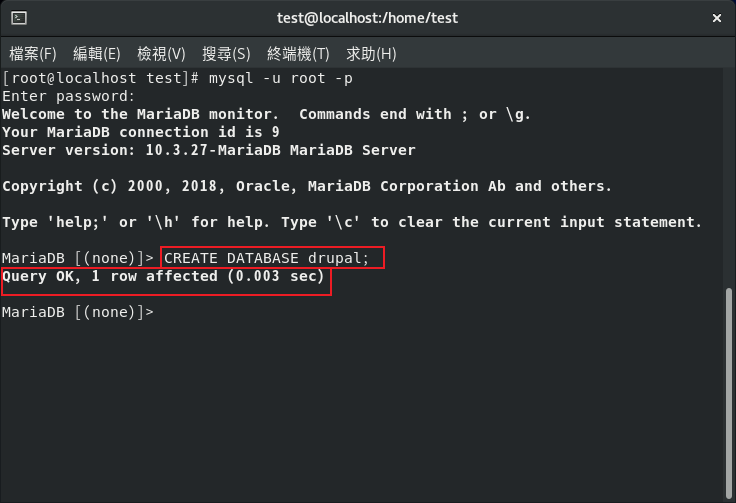 test@localhost:/home/test
檔案(F) 編輯(E) 檢視(V) 搜尋(S) 終端機(T) 求助(H)
[root@localhost test]# mysql -u root -p
Enter password:
Welcome to the MariaDB monitor.  Commands end with ; or \g.
Your MariaDB connection id is 9
Server version: 10.3.27-MariaDB MariaDB Server
Copyright (c) 2000, 2018, Oracle, MariaDB Corporation Ab and others.
Type 'help;' or '\h' for help. Type '\c' to clear the current input statement.
MariaDB [(none)]> CREATE DATABASE drupal;
Query OK, 1 row affected (0.003 sec)
MariaDB [(none)]>